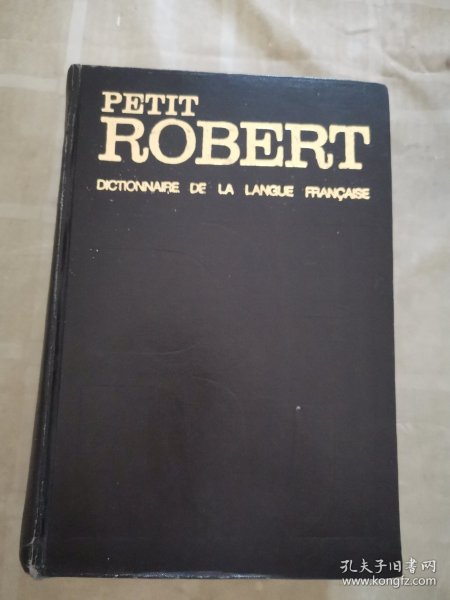 PETIT
ROBERT
DICTIONNAIRE DE LA LANGUE FRANÇAISE
孔夫子旧书网
www.kongfz.com